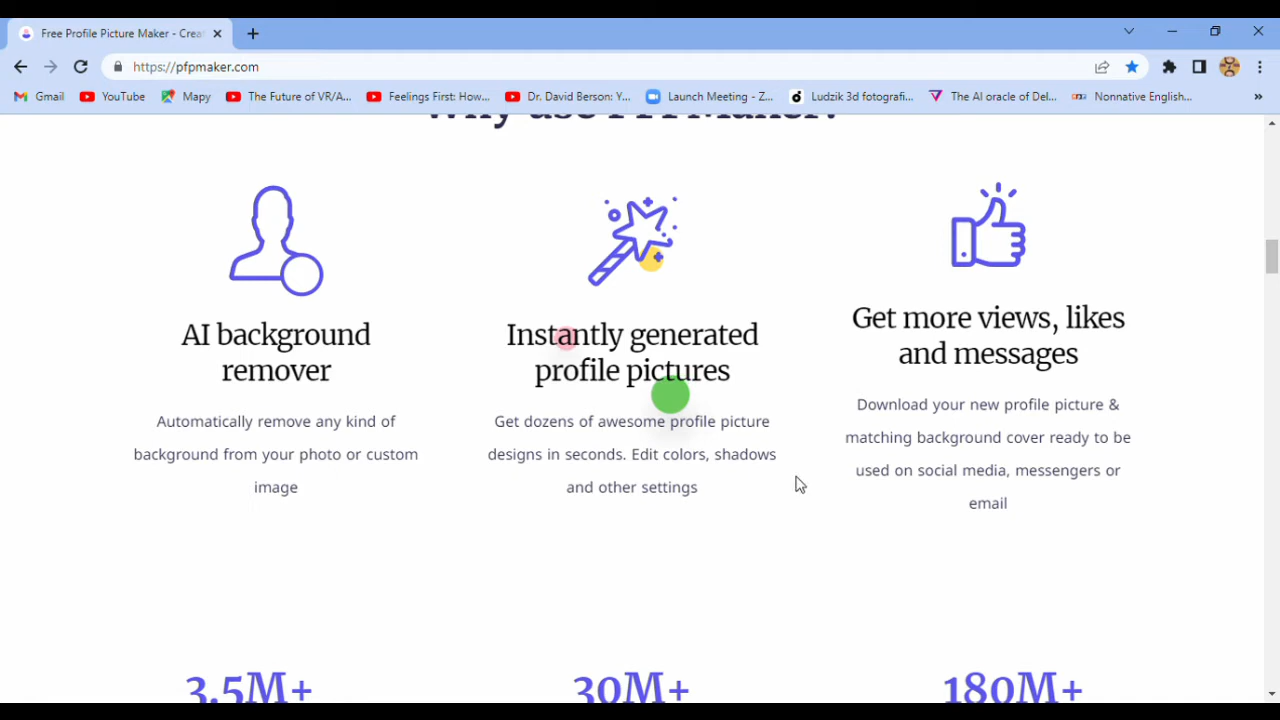 Free Profile Picture Maker - Crea
https://pfpmaker.com
Gmail
YouTube
Mapy
The Future of VR/A...
Feelings First: How...
Dr. David Berson: Y...
Launch Meeting - Z...
Ludzik 3d fotografi...
The AI oracle of Del...
Nonnative English...
Why use PFPMaker?
AI background
remover
Automatically remove any kind of
background from your photo or custom
image
Instantly generated
profile pictures
Get dozens of awesome profile picture
designs in seconds. Edit colors, shadows
and other settings
Get more views, likes
and messages
Download your new profile picture &
matching background cover ready to be
used on social media, messengers or
email
3.5M+
30M+
180M+